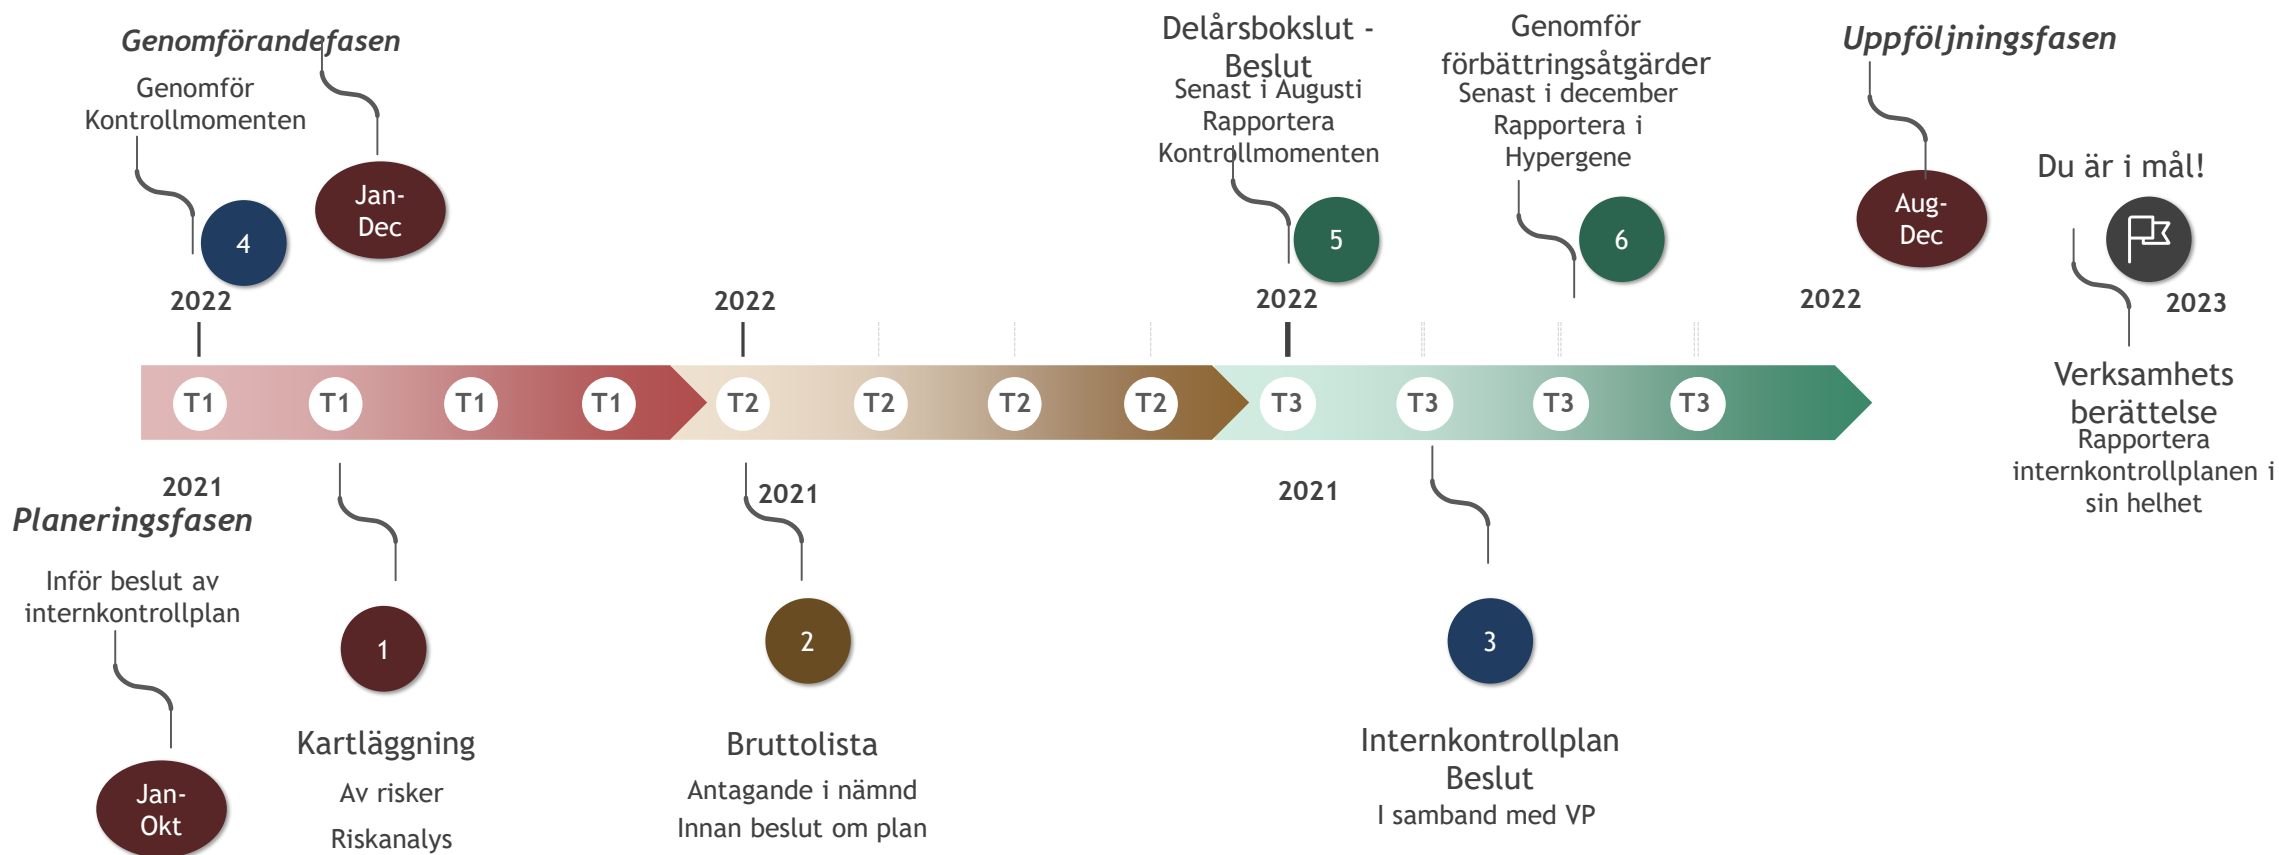 Genomförandefasen
Genomför
Kontrollmomenten
4
Jan-
Dec
Delårsbokslut -
Beslut
Senast i Augusti
Rapportera
Kontrollmomenten
5
Genomför
förbättringsåtgärder
Senast i december
Rapportera i
Hypergene
6
Uppföljningsfasen
Aug-
Dec
Du är i mål!
2022
2022
2022
2022
2023
T1 T1 T1 T1 T2 T2 T2 T2 T3 T3 T3 T3
Verksamhets
berättelse
Rapportera
internkontrollplanen i
sin helhet
2021
2021
2021
Planeringsfasen
Inför beslut av
internkontrollplan
Jan-
Okt
1
Kartläggning
Av risker
Riskanalys
2
Bruttolista
Antagande i nämnd
Innan beslut om plan
3
Internkontrollplan
Beslut
I samband med VP